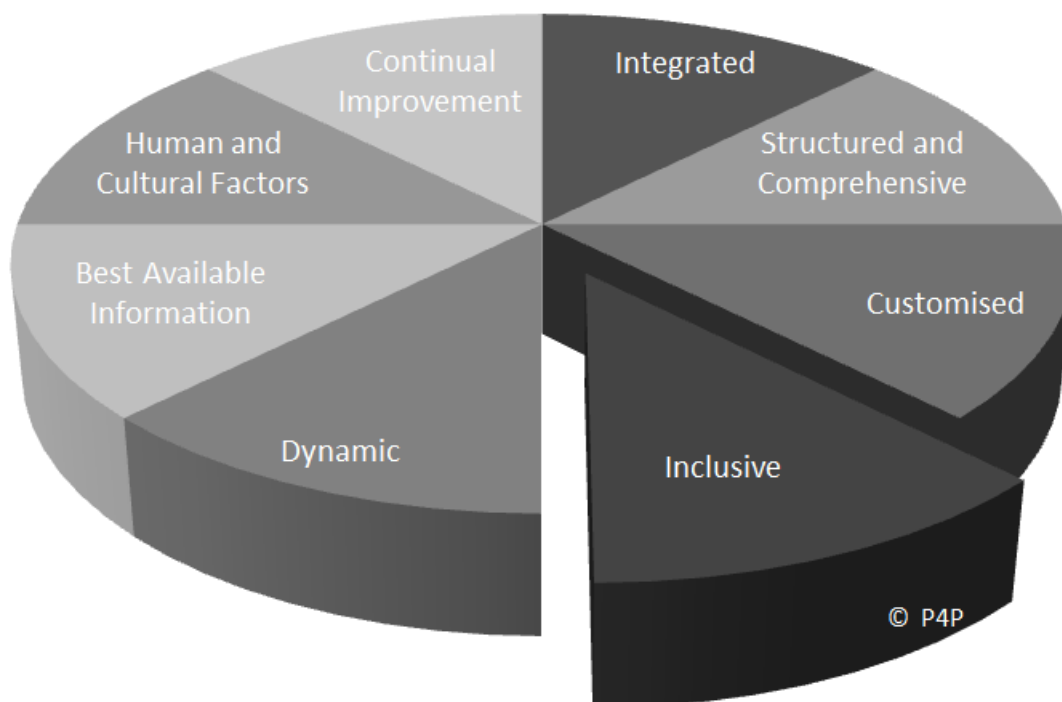 Integrated
Structured and
Comprehensive
Customised
Inclusive
Dynamic
Best Available
Information
Human and
Cultural Factors
Continual
Improvement
© P4P